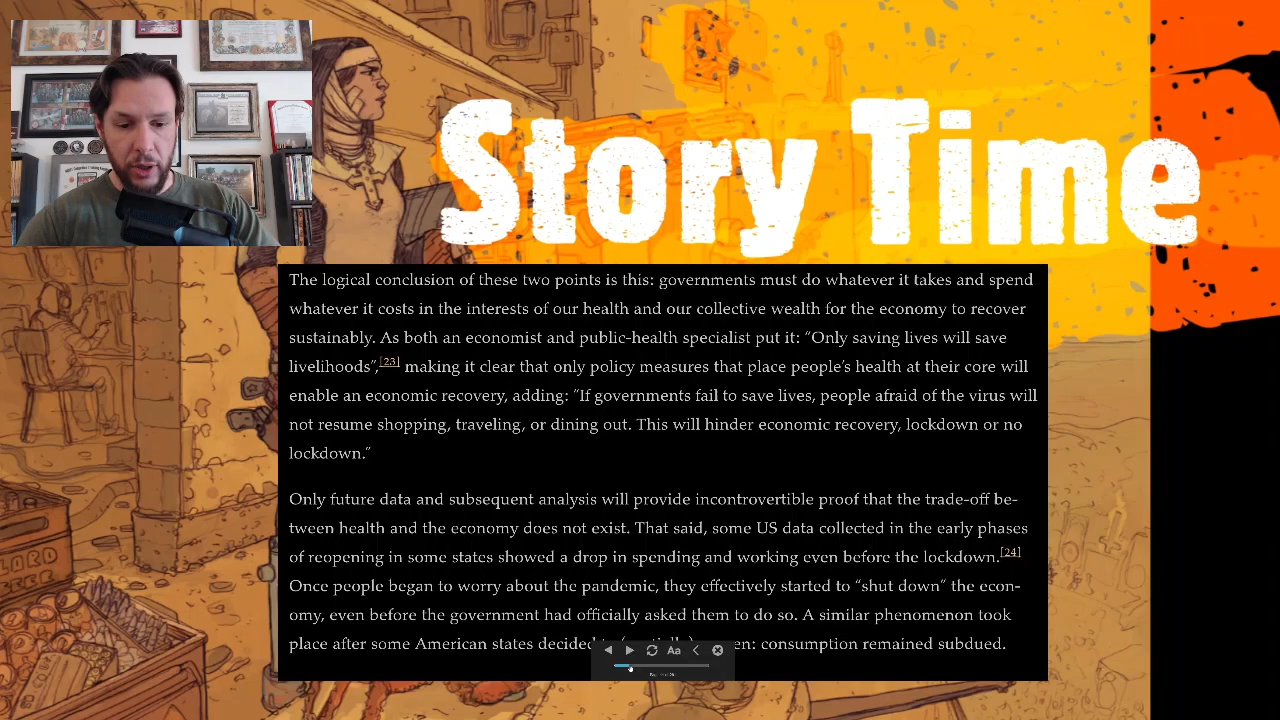 Story Time
The logical conclusion of these two points is this: governments must do whatever it takes and spend
whatever it costs in the interests of our health and our collective wealth for the economy to recover
sustainably. As both an economist and public-health specialist put it: “Only saving lives will save
livelihoods”,[23] making it clear that only policy measures that place people’s health at their core will
enable an economic recovery, adding: “If governments fail to save lives, people afraid of the virus will
not resume shopping, traveling, or dining out. This will hinder economic recovery, lockdown or no
lockdown.”
Only future data and subsequent analysis will provide incontrovertible proof that the trade-off be-
tween health and the economy does not exist. That said, some US data collected in the early phases
of reopening in some states showed a drop in spending and working even before the lockdown.[24]
Once people began to worry about the pandemic, they effectively started to “shut down” the econ-
omy, even before the government had officially asked them to do so. A similar phenomenon took
place after some American states decided consumption remained subdued.
Aa